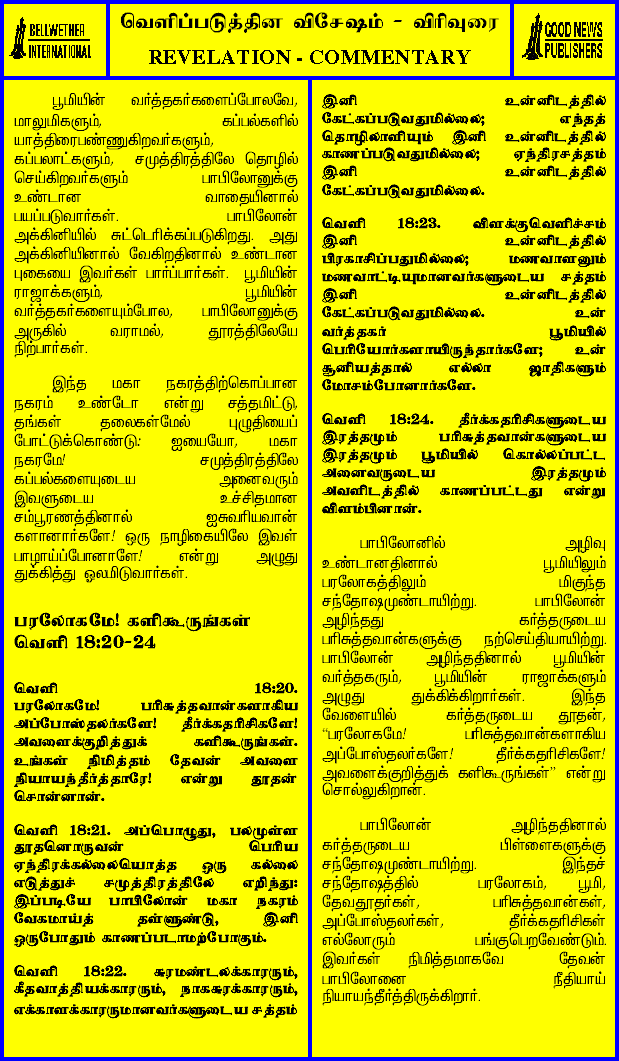 BELLWETHER
INTERNATIONAL
வெளிப்படுத்தின விசேஷம் - விரிவுரை
REVELATION - COMMENTARY
GOOD NEWS
PUBLISHERS
பூமியின் வர்த்தகர்களைப்போலவே,
மாலுமிகளும், கப்பல்களில்
யாத்திரைபண்ணுகிறவர்களும்,
கப்பலாட்களும், சமுத்திரத்திலே தொழில்
செய்கிறவர்களும் பாபிலோனுக்கு
உண்டான வாதையினால்
பயப்படுவார்கள். பாபிலோன்
அக்கினியில் சுட்டெரிக்கப்படுகிறது. அது
அக்கினியினால் வேகிறதினால் உண்டான
புகையை இவர்கள் பார்ப்பார்கள். பூமியின்
ராஜாக்களும், பூமியின்
வர்த்தகர்களையும்போல, பாபிலோனுக்கு
அருகில் வராமல், தூரத்திலேயே
நிற்பார்கள்.
இந்த மகா நகரத்திற்கொப்பான
நகரம் உண்டோ என்று சத்தமிட்டு,
தங்கள் தலைகள்மேல் புழுதியைப்
போட்டுக்கொண்டு: ஐயையோ, மகா
நகரமே! சமுத்திரத்திலே
கப்பல்களையுடைய அனைவரும்
இவளுடைய உச்சிதமான
சம்பூரணத்தினால் ஐசுவரியவான்
களானார்களே! ஒரு நாழிகையிலே இவள்
பாழாய்ப்போனாளே! என்று அழுது
துக்கித்து ஓலமிடுவார்கள்.
பரலோகமே! களிகூருங்கள்
வெளி 18:20-24
வெளி 18:20.
பரலோகமே! பரிசுத்தவான்களாகிய
அப்போஸ்தலர்களே! தீர்க்கதரிசிகளே!
அவளைக்குறித்துக் களிகூருங்கள்.
உங்கள் நிமித்தம் தேவன் அவளை
நியாயந்தீர்த்தாரே! என்று தூதன்
சொன்னான்.
வெளி 18:21. அப்பொழுது, பலமுள்ள
தூதனொருவன் பெரிய
ஏந்திரக்கல்லையொத்த ஒரு கல்லை
எடுத்துச் சமுத்திரத்திலே எறிந்து:
இப்படியே பாபிலோன் மகா நகரம்
வேகமாய்த் தள்ளுண்டு, இனி
ஒருபோதும் காணப்படாமற்போகும்.
வெளி 18:22. சுரமண்டலக்காரரும்,
கீதவாத்தியக்காரரும், நாகசுரக்காரரும்,
எக்காளக்காரருமானவர்களுடைய சத்தம்
இனி உன்னிடத்தில்
கேட்கப்படுவதுமில்லை; எந்தத்
தொழிலாளியும் இனி உன்னிடத்தில்
காணப்படுவதுமில்லை; ஏந்திரசத்தம்
இனி உன்னிடத்தில்
கேட்கப்படுவதுமில்லை.
வெளி 18:23. விளக்குவெளிச்சம்
இனி உன்னிடத்தில்
பிரகாசிப்பதுமில்லை; மணவாளனும்
மணவாட்டியுமானவர்களுடைய சத்தம்
இனி உன்னிடத்தில்
கேட்கப்படுவதுமில்லை. உன்
வர்த்தகர் பூமியில்
பெரியோர்களாயிருந்தார்களே; உன்
சூனியத்தால் எல்லா ஜாதிகளும்
மோசம்போனார்களே.
வெளி 18:24. தீர்க்கதரிசிகளுடைய
இரத்தமும் பரிசுத்தவான்களுடைய
இரத்தமும் பூமியில் கொல்லப்பட்ட
அனைவருடைய இரத்தமும்
அவளிடத்தில் காணப்பட்டது என்று
விளம்பினான்.
பாபிலோனில் அழிவு
உண்டானதினால் பூமியிலும்
பரலோகத்திலும் மிகுந்த
சந்தோஷமுண்டாயிற்று. பாபிலோன்
அழிந்தது கர்த்தருடைய
பரிசுத்தவான்களுக்கு நற்செய்தியாயிற்று.
பாபிலோன் அழிந்ததினால் பூமியின்
வர்த்தகரும், பூமியின் ராஜாக்களும்
அழுது துக்கிக்கிறார்கள். இந்த
வேளையில் கர்த்தருடைய தூதன்,
“பரலோகமே! பரிசுத்தவான்களாகிய
அப்போஸ்தலர்களே! தீர்க்கதரிசிகளே!
அவளைக்குறித்துக் களிகூருங்கள்” என்று
சொல்லுகிறான்.
பாபிலோன் அழிந்ததினால்
கர்த்தருடைய பிள்ளைகளுக்கு
சந்தோஷமுண்டாயிற்று. இந்தச்
சந்தோஷத்தில் பரலோகம், பூமி,
தேவதூதர்கள், பரிசுத்தவான்கள்,
அப்போஸ்தலர்கள், தீர்க்கதரிசிகள்
எல்லோரும் பங்குபெறவேண்டும்.
இவர்கள் நிமித்தமாகவே தேவன்
பாபிலோனை நீதியாய்
நியாயந்தீர்த்திருக்கிறார்.